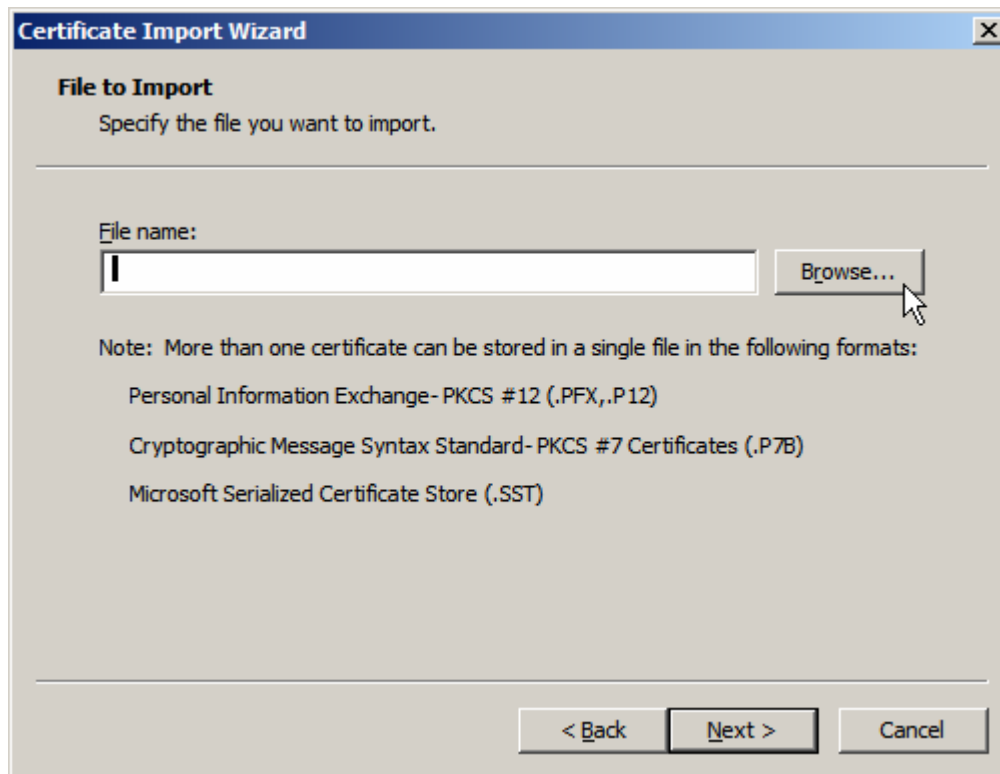 Certificate Import Wizard
File to Import
Specify the file you want to import.
File name:
Browse...
Note: More than one certificate can be stored in a single file in the following formats:
Personal Information Exchange- PKCS #12 (.PFX,.P12)
Cryptographic Message Syntax Standard- PKCS #7 Certificates (.P7B)
Microsoft Serialized Certificate Store (.SST)
< Back Next > Cancel